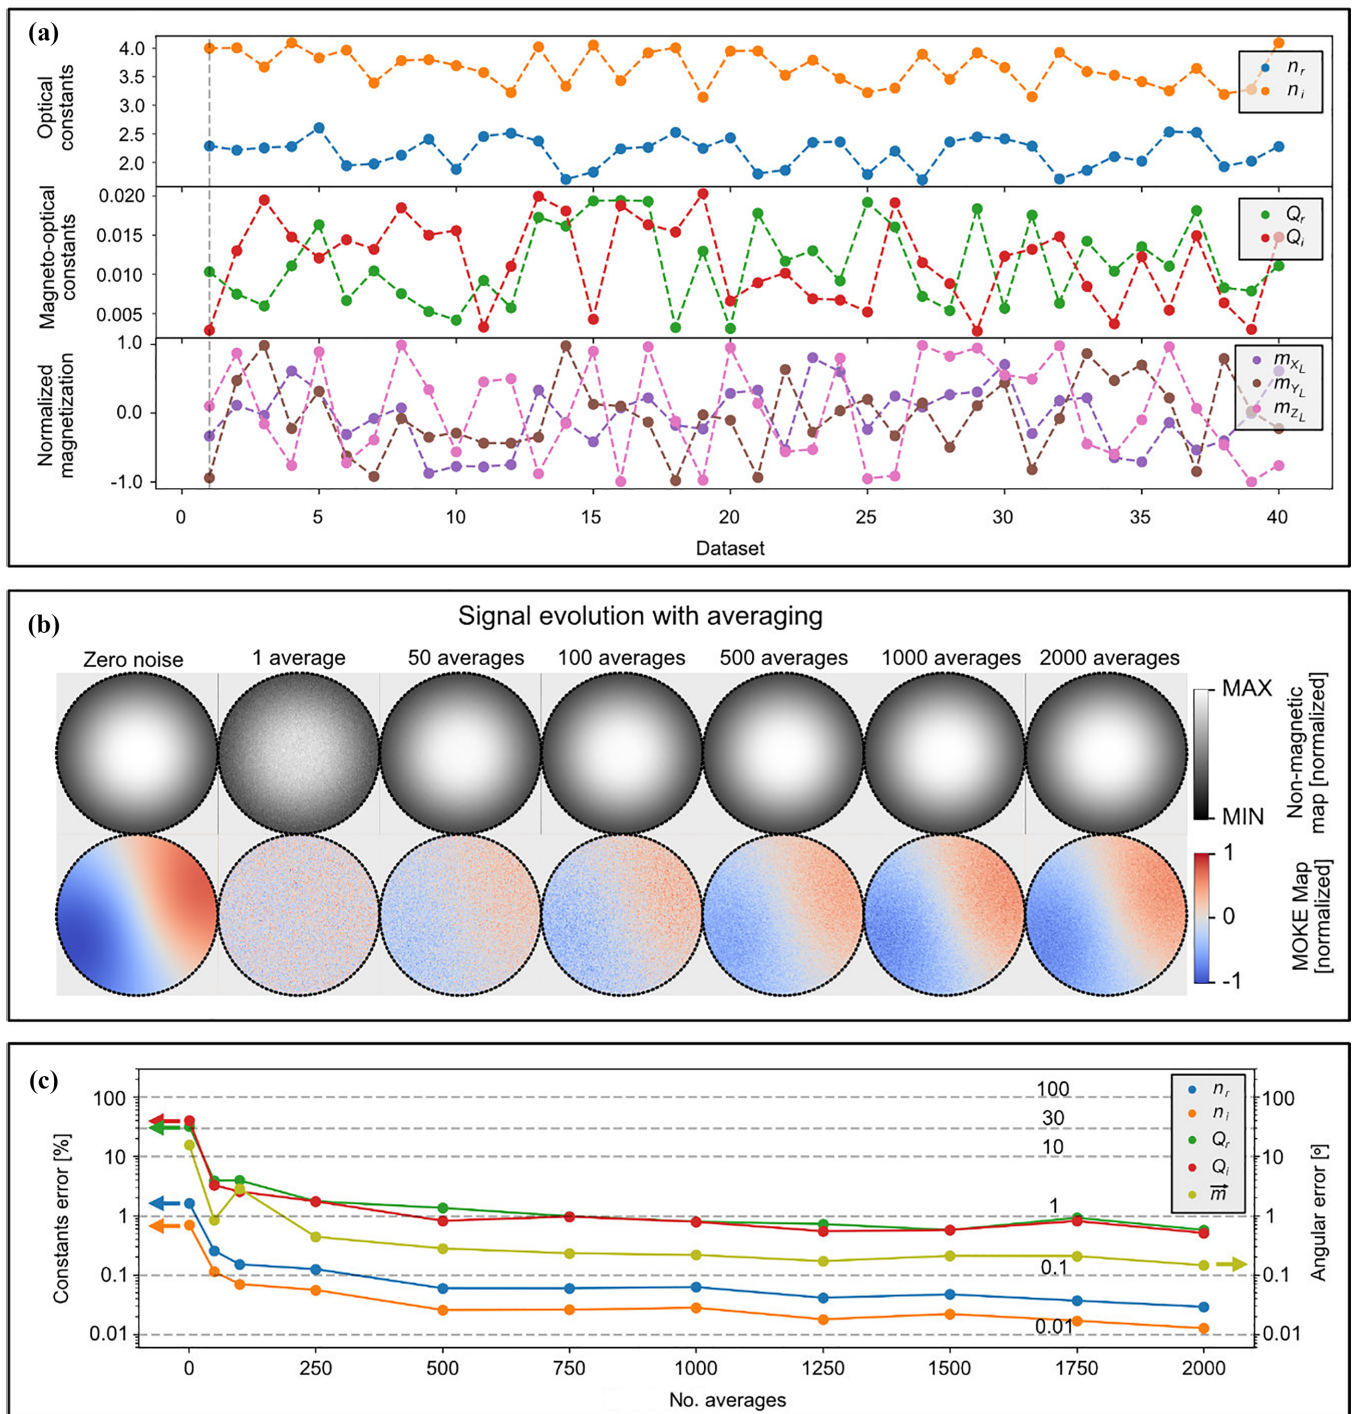 (a)
Optical
constants
4.0
3.5
3.0
2.5
2.0
n_r
n_i
Magneto-optical
constants
0.020
0.015
0.010
0.005
Q_r
Q_i
Normalized
magnetization
1.0
0.0
-1.0
m_{X_L}
m_{Y_L}
m_{Z_L}
0 5 10 15 20 25 30 35 40
Dataset
(b)
Signal evolution with averaging
Zero noise 1 average 50 averages 100 averages 500 averages 1000 averages 2000 averages
MAX
MIN
Non-magnetic
map [normalized]
1
0
-1
MOKE Map
[normalized]
(c)
Constants error [%]
100
10
1
0.1
0.01
100
30
10
1
0.1
0.01
n_r
n_i
Q_r
Q_i
m
100
10
1
0.1
0.01
Angular error [º]
0 250 500 750 1000 1250 1500 1750 2000
No. averages